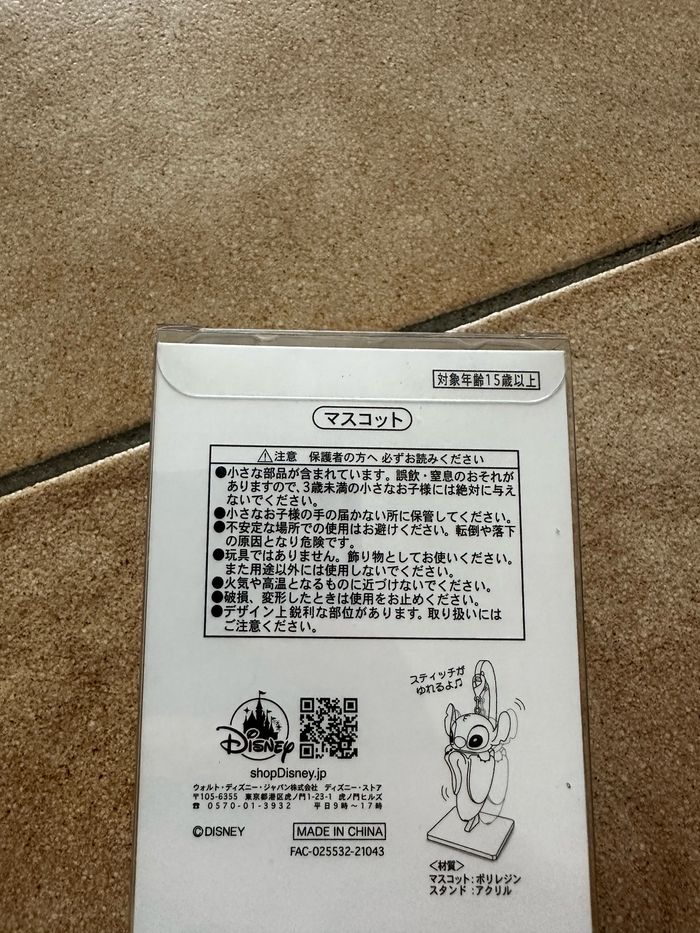 対象年齢15歳以上
マスコット
⚠注意 保護者の方へ 必ずお読みください
●小さな部品が含まれています。誤飲・窒息のおそれが
ありますので、3歳未満の小さなお子様には絶対に与え
ないでください。
●小さなお子様の手の届かない所に保管してください。
●不安定な場所での使用はお避けください。転倒や落下
の原因となり危険です。
●玩具ではありません。飾り物としてお使いください。
また用途以外には使用しないでください。
●火気や高温となるものに近づけないでください。
●破損、変形したときは使用をお止めください。
●デザイン上鋭利な部位があります。取り扱いには
ご注意ください。
スティッチが
ゆれるよ♫
Disney
shopDisney.jp
ウォルト・ディズニー・ジャパン株式会社 ディズニー・ストア
〒105-6355 東京都港区虎ノ門1-23-1 虎ノ門ヒルズ
☎ 0570-01-3932 平日9時〜17時
©DISNEY
MADE IN CHINA
FAC-025532-21043
〈材質〉
マスコット：ポリレジン
スタンド：アクリル